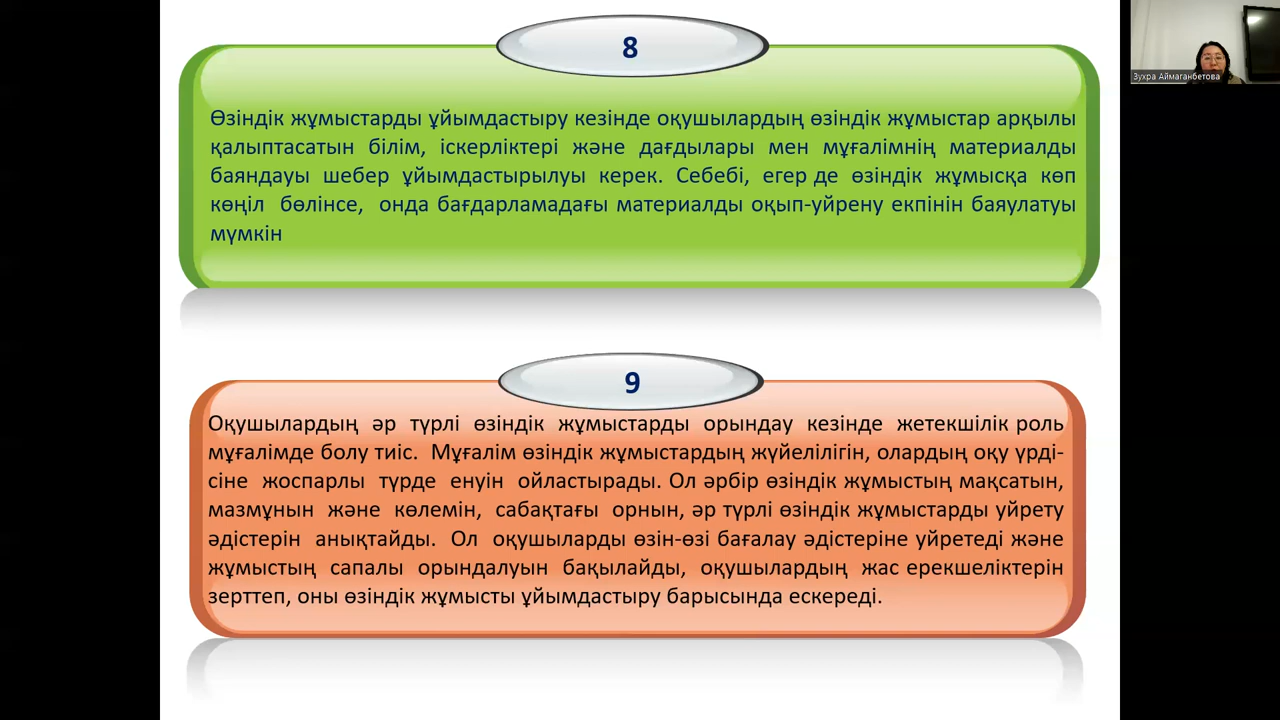 8
Өзіндік жұмыстарды ұйымдастыру кезінде оқушылардың өзіндік жұмыстар арқылы
қалыптасатын білім, іскерліктері және дағдылары мен мұғалімнің материалды
баяндауы шебер ұйымдастырылуы керек. Себебі, егер де өзіндік жұмысқа көп
көңіл бөлінсе, онда бағдарламадағы материалды оқып-уйрену екпінін баяулатуы
мүмкін
9
Оқушылардың әр түрлі өзіндік жұмыстарды орындау кезінде жетекшілік роль
мұғалімде болу тиіс. Мұғалім өзіндік жұмыстардың жүйелілігін, олардың оқу үрді-
сіне жоспарлы түрде енуін ойластырады. Ол әрбір өзіндік жұмыстың мақсатын,
мазмұнын және көлемін, сабақтағы орнын, әр түрлі өзіндік жұмыстарды уйрету
әдістерін анықтайды. Ол оқушыларды өзін-өзі бағалау әдістеріне уйретеді және
жұмыстың сапалы орындалуын бақылайды, оқушылардың жас ерекшеліктерін
зерттеп, оны өзіндік жұмысты ұйымдастыру барысында ескереді.
Зухра Аймаганбетова